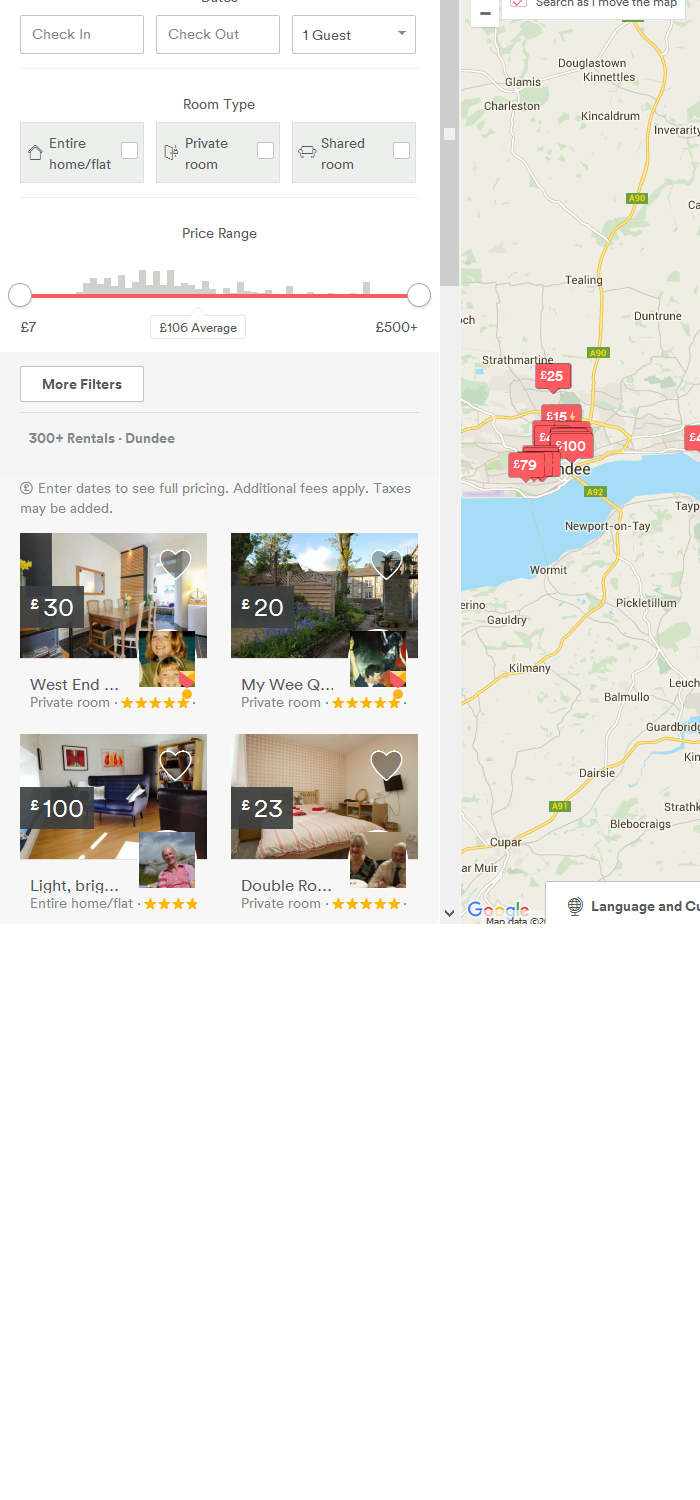 Dates
Check In
Check Out
1 Guest
Room Type
Entire
home/flat
Private
room
Shared
room
Price Range
£7
£106 Average
£500+
More Filters
300+ Rentals · Dundee
Enter dates to see full pricing. Additional fees apply. Taxes
may be added.
£ 30
West End ...
Private room ·
£ 20
My Wee Q...
Private room ·
£ 100
Light, brig...
Entire home/flat ·
£ 23
Double Ro...
Private room ·
Search as I move the map
Douglastown
Kinnettles
Glamis
Charleston
Kincaldrum
Inverarity
A90
Tealing
Duntrune
A90
Strathmartine
£25
£15
£100
£79
ndee
A92
Newport-on-Tay
Wormit
Pickletillum
Gauldry
Kilmany
Balmullo
Dairsie
A91
Blebocraigs
Cupar
Google
Map data
Language and Cu